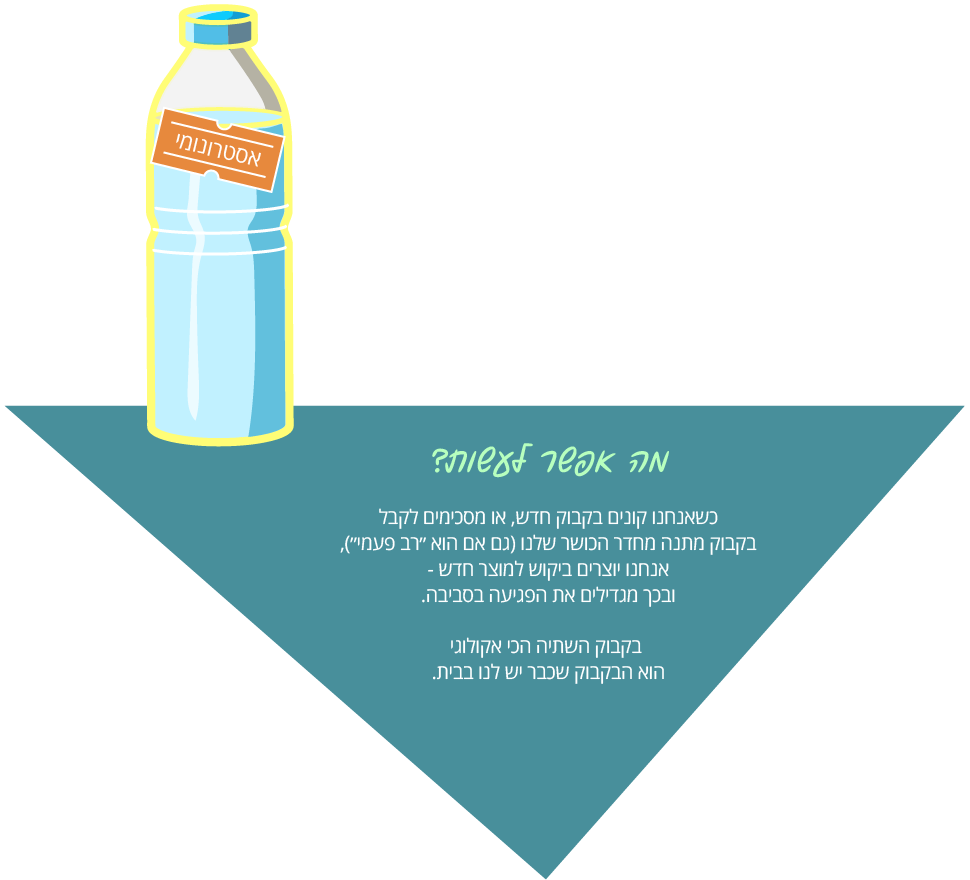 אסטרונומי
מה אפשר לעשות?
כשאנחנו קונים בקבוק חדש, או מסכימים לקבל
בקבוק מתנה מחדר הכושר שלנו (גם אם הוא ״רב פעמי״),
אנחנו יוצרים ביקוש למוצר חדש -
ובכך מגדילים את הפגיעה בסביבה.
בקבוק השתיה הכי אקולוגי
הוא הבקבוק שכבר יש לנו בבית.